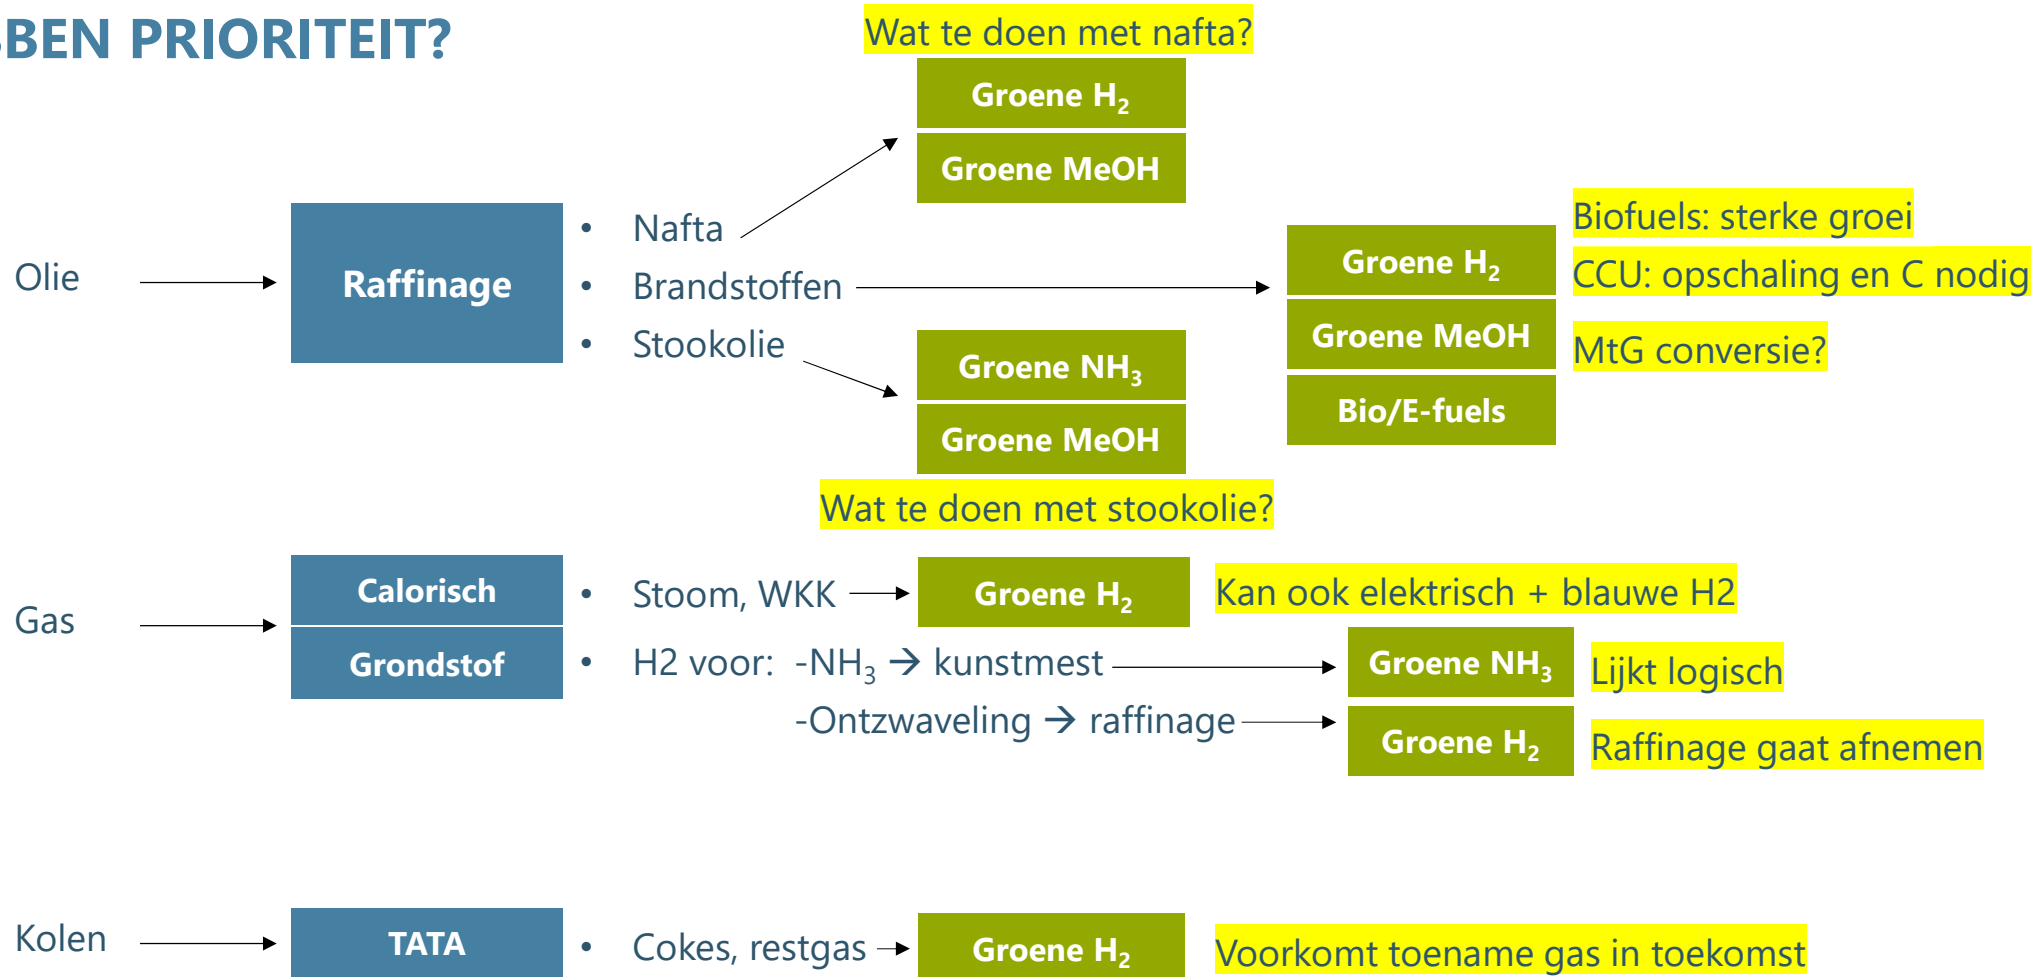 BEN PRIORITEIT?
Wat te doen met nafta?
Groene H₂
Groene MeOH
Olie
Raffinage
• Nafta
• Brandstoffen
• Stookolie
Groene H₂
Groene MeOH
Bio/E-fuels
Biofuels: sterke groei
CCU: opschaling en C nodig
MtG conversie?
Groene NH₃
Groene MeOH
Wat te doen met stookolie?
Gas
Calorisch
Grondstof
• Stoom, WKK
Groene H₂
Kan ook elektrisch + blauwe H2
• H2 voor: -NH₃ → kunstmest
Groene NH₃
Lijkt logisch
-Ontzwaveling → raffinage
Groene H₂
Raffinage gaat afnemen
Kolen
TATA
• Cokes, restgas
Groene H₂
Voorkomt toename gas in toekomst